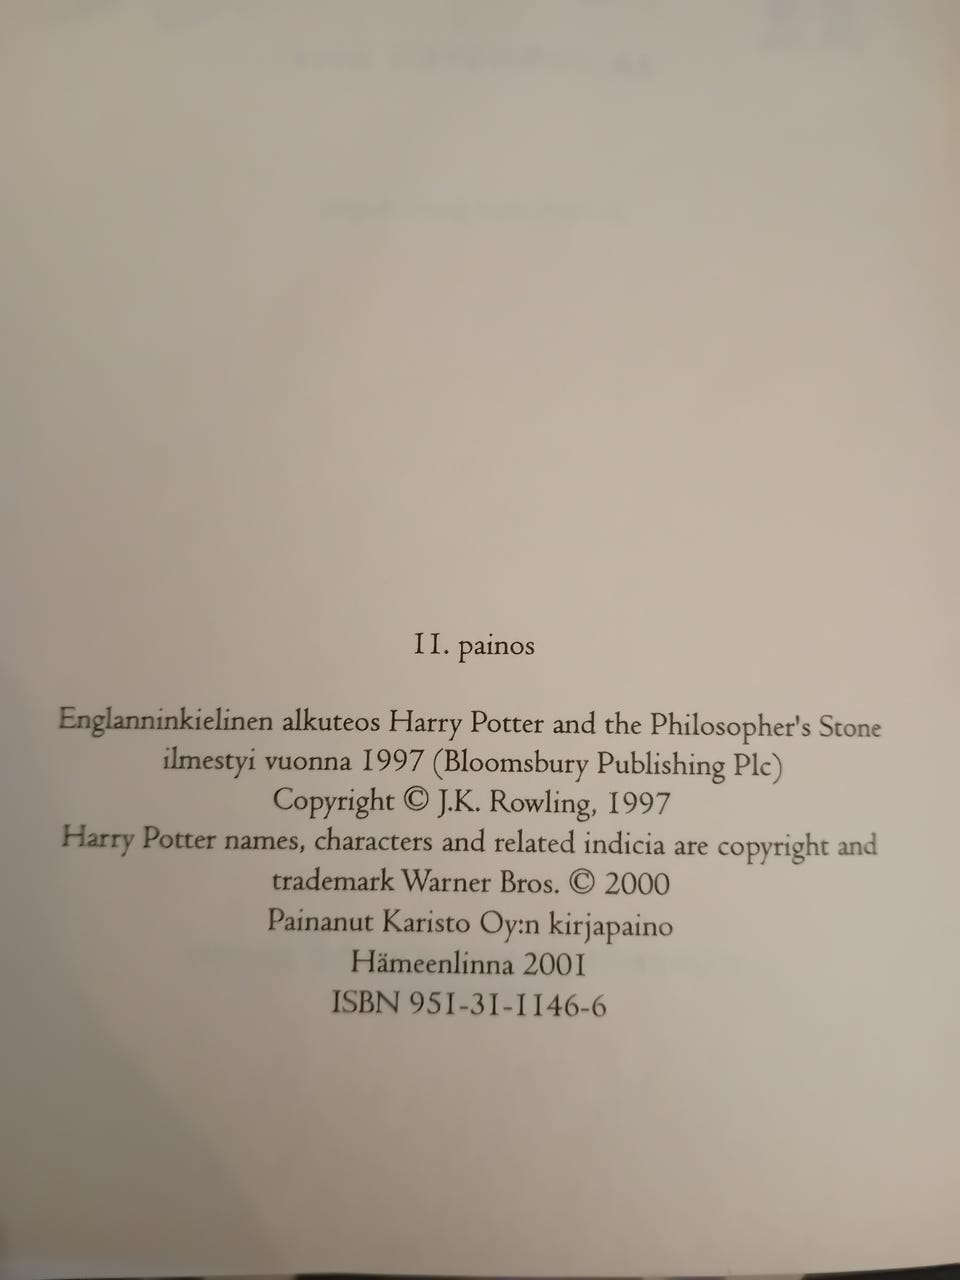 11. painos
Englanninkielinen alkuteos Harry Potter and the Philosopher's Stone
ilmestyi vuonna 1997 (Bloomsbury Publishing Plc)
Copyright © J.K. Rowling, 1997
Harry Potter names, characters and related indicia are copyright and
trademark Warner Bros. © 2000
Painanut Karisto Oy:n kirjapaino
Hämeenlinna 2001
ISBN 951-31-1146-6